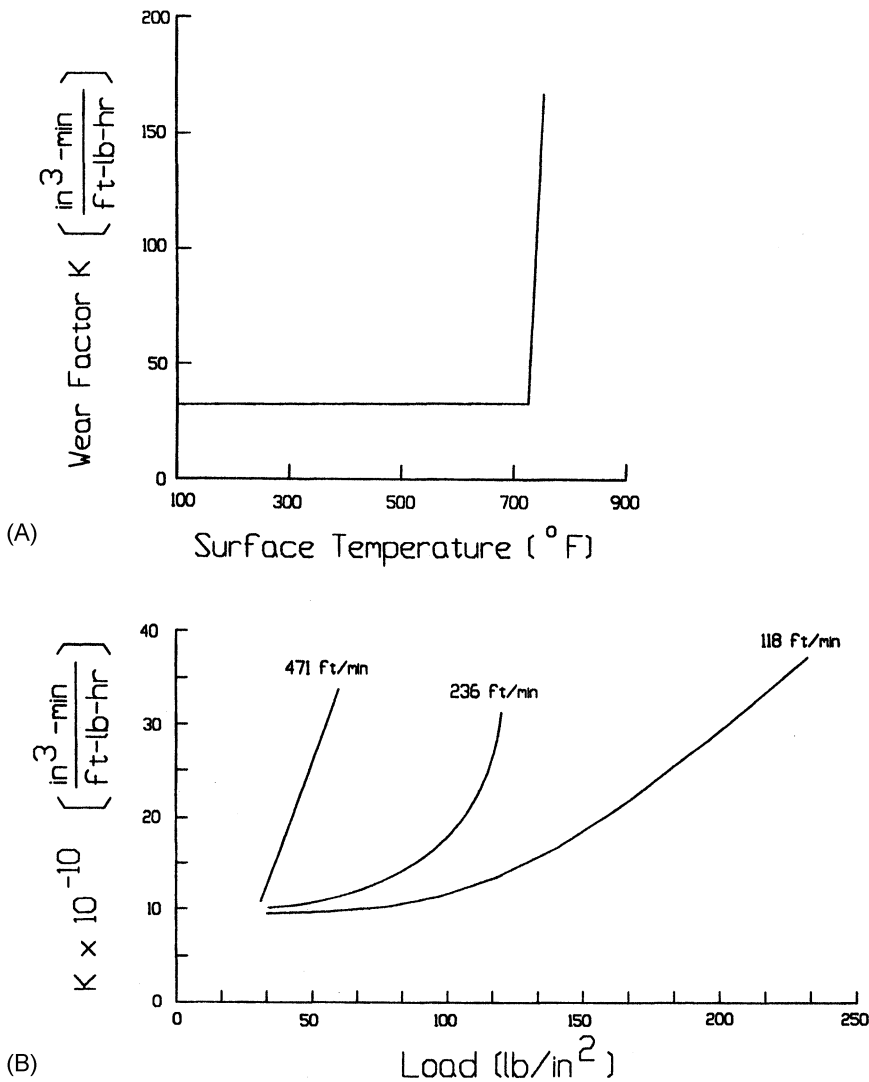 200
150
100
50
0
100 300 500 700 900
Wear Factor K [in³-min / ft-lb-hr]
Surface Temperature (°F)
(A)
40
30
20
10
0
0 50 100 150 200 250
471 ft/min
236 ft/min
118 ft/min
K x 10⁻¹⁰ [in³-min / ft-lb-hr]
Load (lb/in²)
(B)